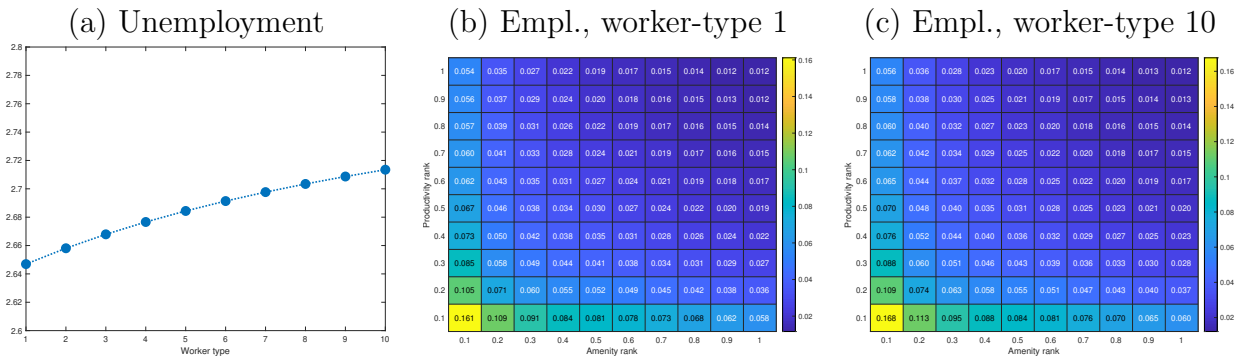 (a) Unemployment
2.8
2.78
2.76
2.74
2.72
2.7
2.68
2.66
2.64
2.62
2.6
1 2 3 4 5 6 7 8 9 10
Worker type
(b) Empl., worker-type 1
Productivity rank
1 0.054 0.035 0.027 0.022 0.019 0.017 0.015 0.014 0.012 0.012
0.9 0.056 0.037 0.029 0.024 0.020 0.018 0.016 0.015 0.013 0.012
0.8 0.057 0.039 0.031 0.026 0.022 0.019 0.017 0.016 0.015 0.014
0.7 0.060 0.041 0.033 0.028 0.024 0.021 0.019 0.017 0.016 0.015
0.6 0.062 0.043 0.035 0.031 0.027 0.024 0.021 0.019 0.018 0.017
0.5 0.067 0.046 0.038 0.034 0.030 0.027 0.024 0.022 0.020 0.019
0.4 0.073 0.050 0.042 0.038 0.035 0.031 0.028 0.026 0.024 0.022
0.3 0.085 0.058 0.049 0.044 0.041 0.038 0.034 0.031 0.029 0.027
0.2 0.105 0.071 0.060 0.055 0.052 0.049 0.045 0.042 0.038 0.036
0.1 0.161 0.109 0.091 0.084 0.081 0.078 0.073 0.068 0.062 0.058
0.1 0.2 0.3 0.4 0.5 0.6 0.7 0.8 0.9 1
Amenity rank
0.16
0.14
0.12
0.1
0.08
0.06
0.04
0.02
(c) Empl., worker-type 10
Productivity rank
1 0.056 0.036 0.028 0.023 0.020 0.017 0.015 0.014 0.013 0.012
0.9 0.058 0.038 0.030 0.025 0.021 0.019 0.017 0.015 0.014 0.013
0.8 0.060 0.040 0.032 0.027 0.023 0.020 0.018 0.016 0.015 0.014
0.7 0.062 0.042 0.034 0.029 0.025 0.022 0.019 0.018 0.017 0.015
0.6 0.065 0.044 0.037 0.032 0.028 0.025 0.022 0.020 0.019 0.017
0.5 0.070 0.048 0.040 0.035 0.031 0.028 0.025 0.023 0.021 0.020
0.4 0.076 0.052 0.044 0.040 0.036 0.032 0.029 0.027 0.025 0.023
0.3 0.088 0.060 0.051 0.046 0.043 0.039 0.036 0.033 0.030 0.028
0.2 0.109 0.074 0.063 0.058 0.055 0.051 0.047 0.043 0.040 0.037
0.1 0.168 0.113 0.095 0.088 0.084 0.081 0.076 0.070 0.065 0.060
0.1 0.2 0.3 0.4 0.5 0.6 0.7 0.8 0.9 1
Amenity rank
0.16
0.14
0.12
0.1
0.08
0.06
0.04
0.02